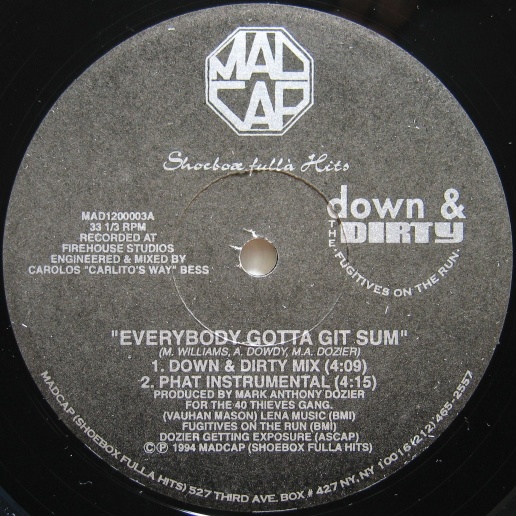 MAD
CAP
Shoebox fulla Hits
MAD1200003A
33 1/3 RPM
RECORDED AT
FIREHOUSE STUDIOS
ENGINEERED & MIXED BY
CAROLOS "CARLITO'S WAY" BESS
down &
DIRTY
THE FUGITIVES ON THE RUN
"EVERYBODY GOTTA GIT SUM"
(M. WILLIAMS, A. DOWDY, M.A. DOZIER)
1. DOWN & DIRTY MIX (4:09)
2. PHAT INSTRUMENTAL (4:15)
PRODUCED BY MARK ANTHONY DOZIER
FOR THE 40 THIEVES GANG.
(VAUHAN MASON) LENA MUSIC (BMI)
FUGITIVES ON THE RUN (BMI)
DOZIER GETTING EXPOSURE (ASCAP)
©℗ 1994 MADCAP (SHOEBOX FULLA HITS)
MADCAP (SHOEBOX FULLA HITS) 527 THIRD AVE. BOX # 427 NY, NY 10016 (212) 465-2557